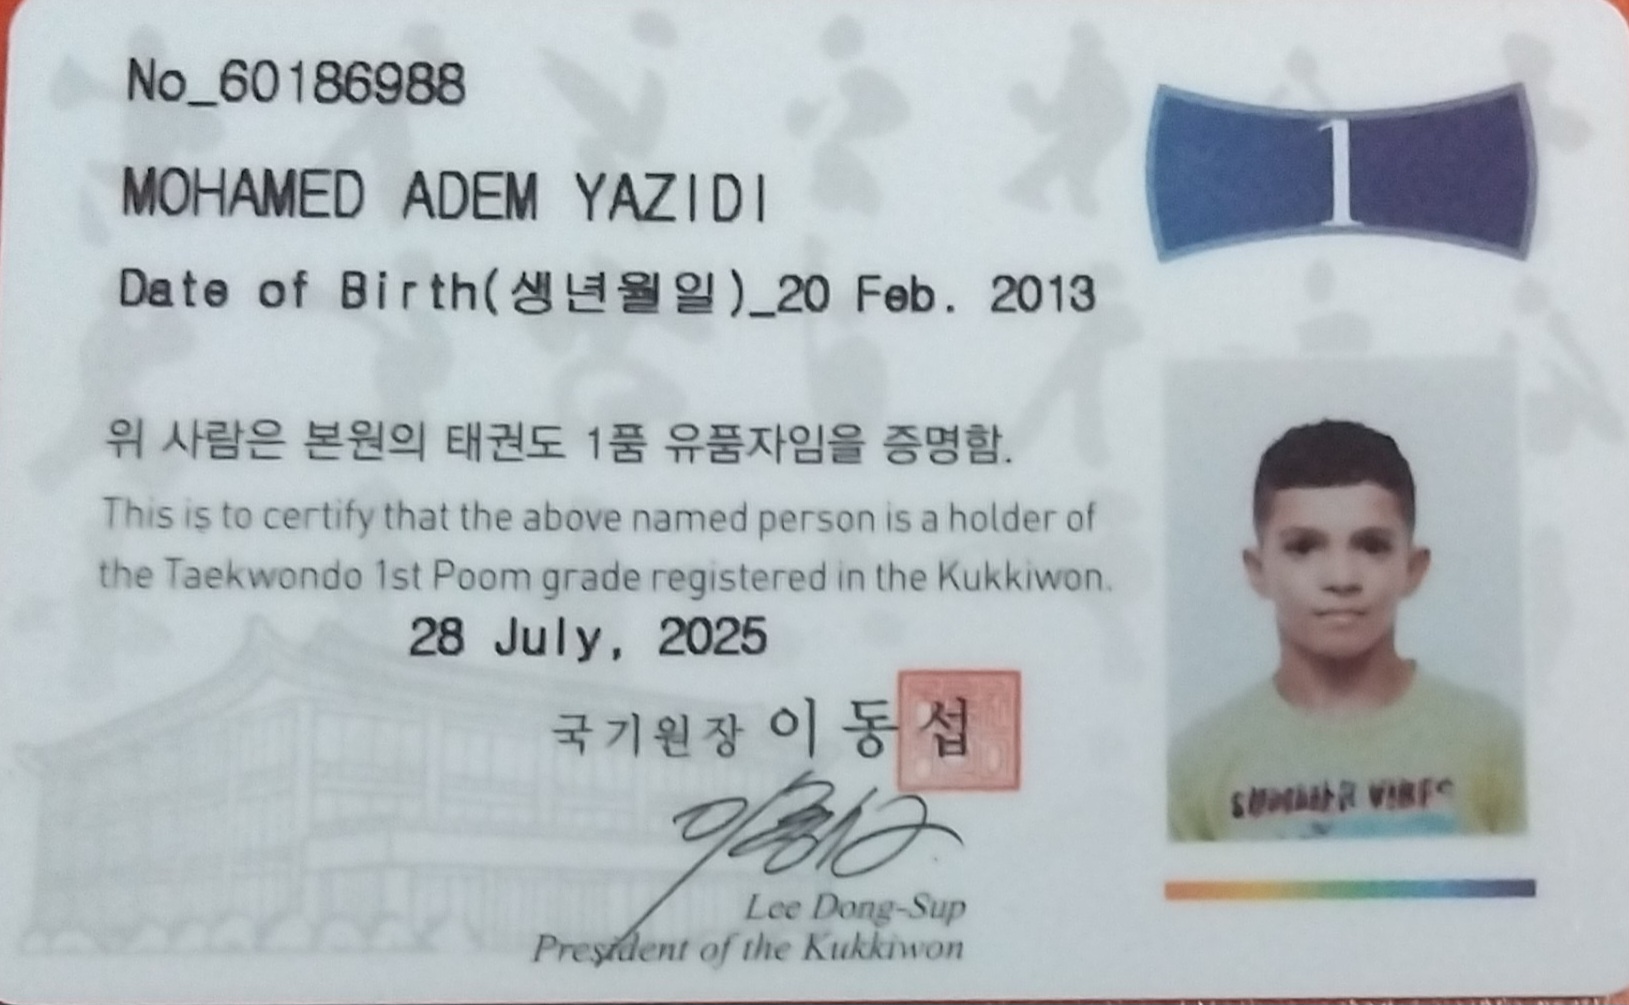 No_60186988
1
MOHAMED ADEM YAZIDI
Date of Birth(생년월일)_20 Feb. 2013
위 사람은 본원의 태권도 1품 유품자임을 증명함.
This is to certify that the above named person is a holder of
the Taekwondo 1st Poom grade registered in the Kukkiwon.
28 July, 2025
국기원장 이동섭
Lee Dong-Sup
President of the Kukkiwon